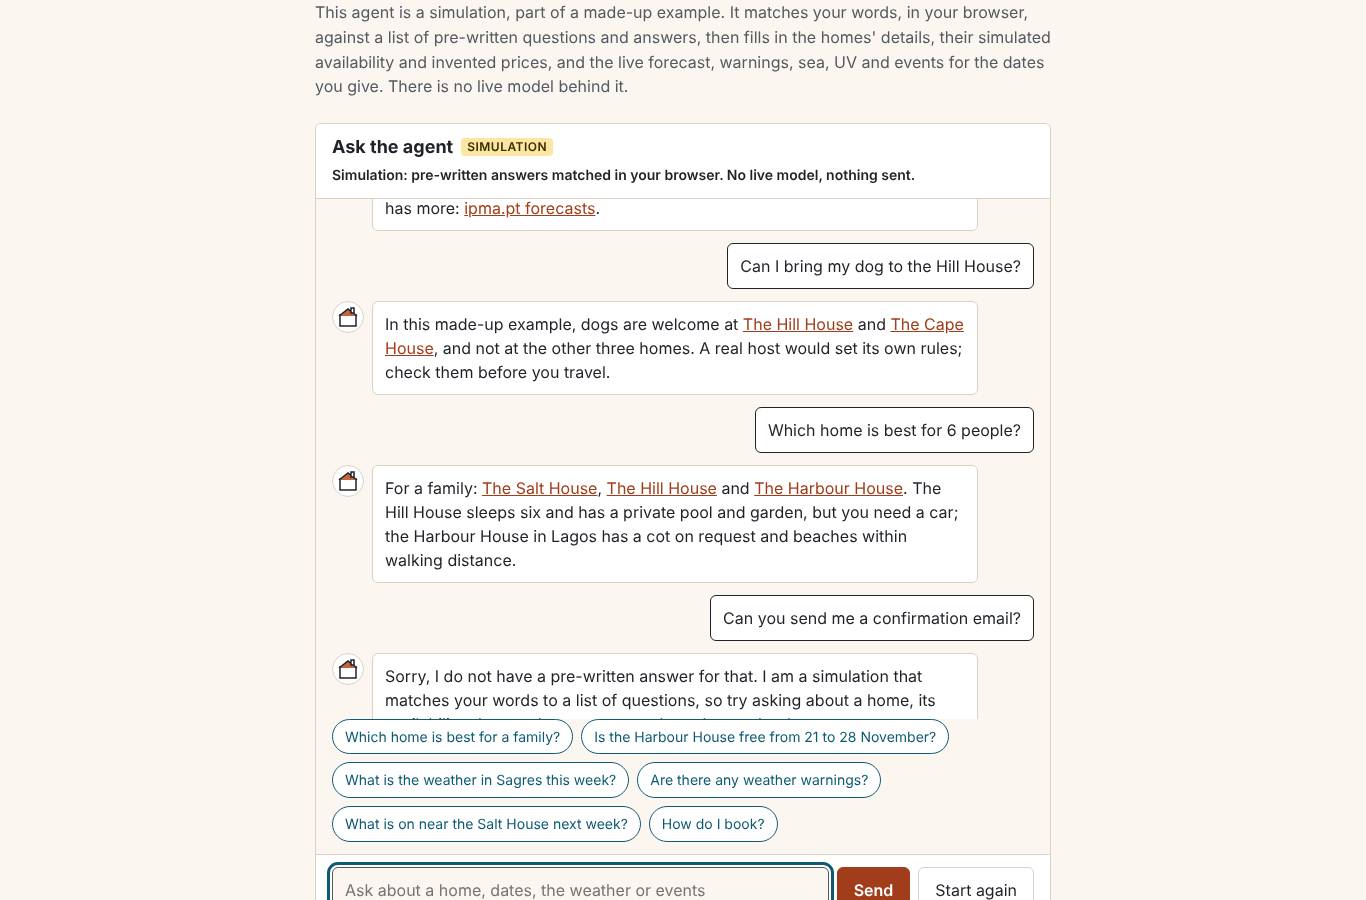 This agent is a simulation, part of a made-up example. It matches your words, in your browser,
against a list of pre-written questions and answers, then fills in the homes' details, their simulated
availability and invented prices, and the live forecast, warnings, sea, UV and events for the dates
you give. There is no live model behind it.
Ask the agent SIMULATION
Simulation: pre-written answers matched in your browser. No live model, nothing sent.
has more: ipma.pt forecasts.
Can I bring my dog to the Hill House?
In this made-up example, dogs are welcome at The Hill House and The Cape
House, and not at the other three homes. A real host would set its own rules;
check them before you travel.
Which home is best for 6 people?
For a family: The Salt House, The Hill House and The Harbour House. The
Hill House sleeps six and has a private pool and garden, but you need a car;
the Harbour House in Lagos has a cot on request and beaches within
walking distance.
Can you send me a confirmation email?
Sorry, I do not have a pre-written answer for that. I am a simulation that
matches your words to a list of questions, so try asking about a home, its
Which home is best for a family? Is the Harbour House free from 21 to 28 November?
What is the weather in Sagres this week? Are there any weather warnings?
What is on near the Salt House next week? How do I book?
Ask about a home, dates, the weather or events Send Start again